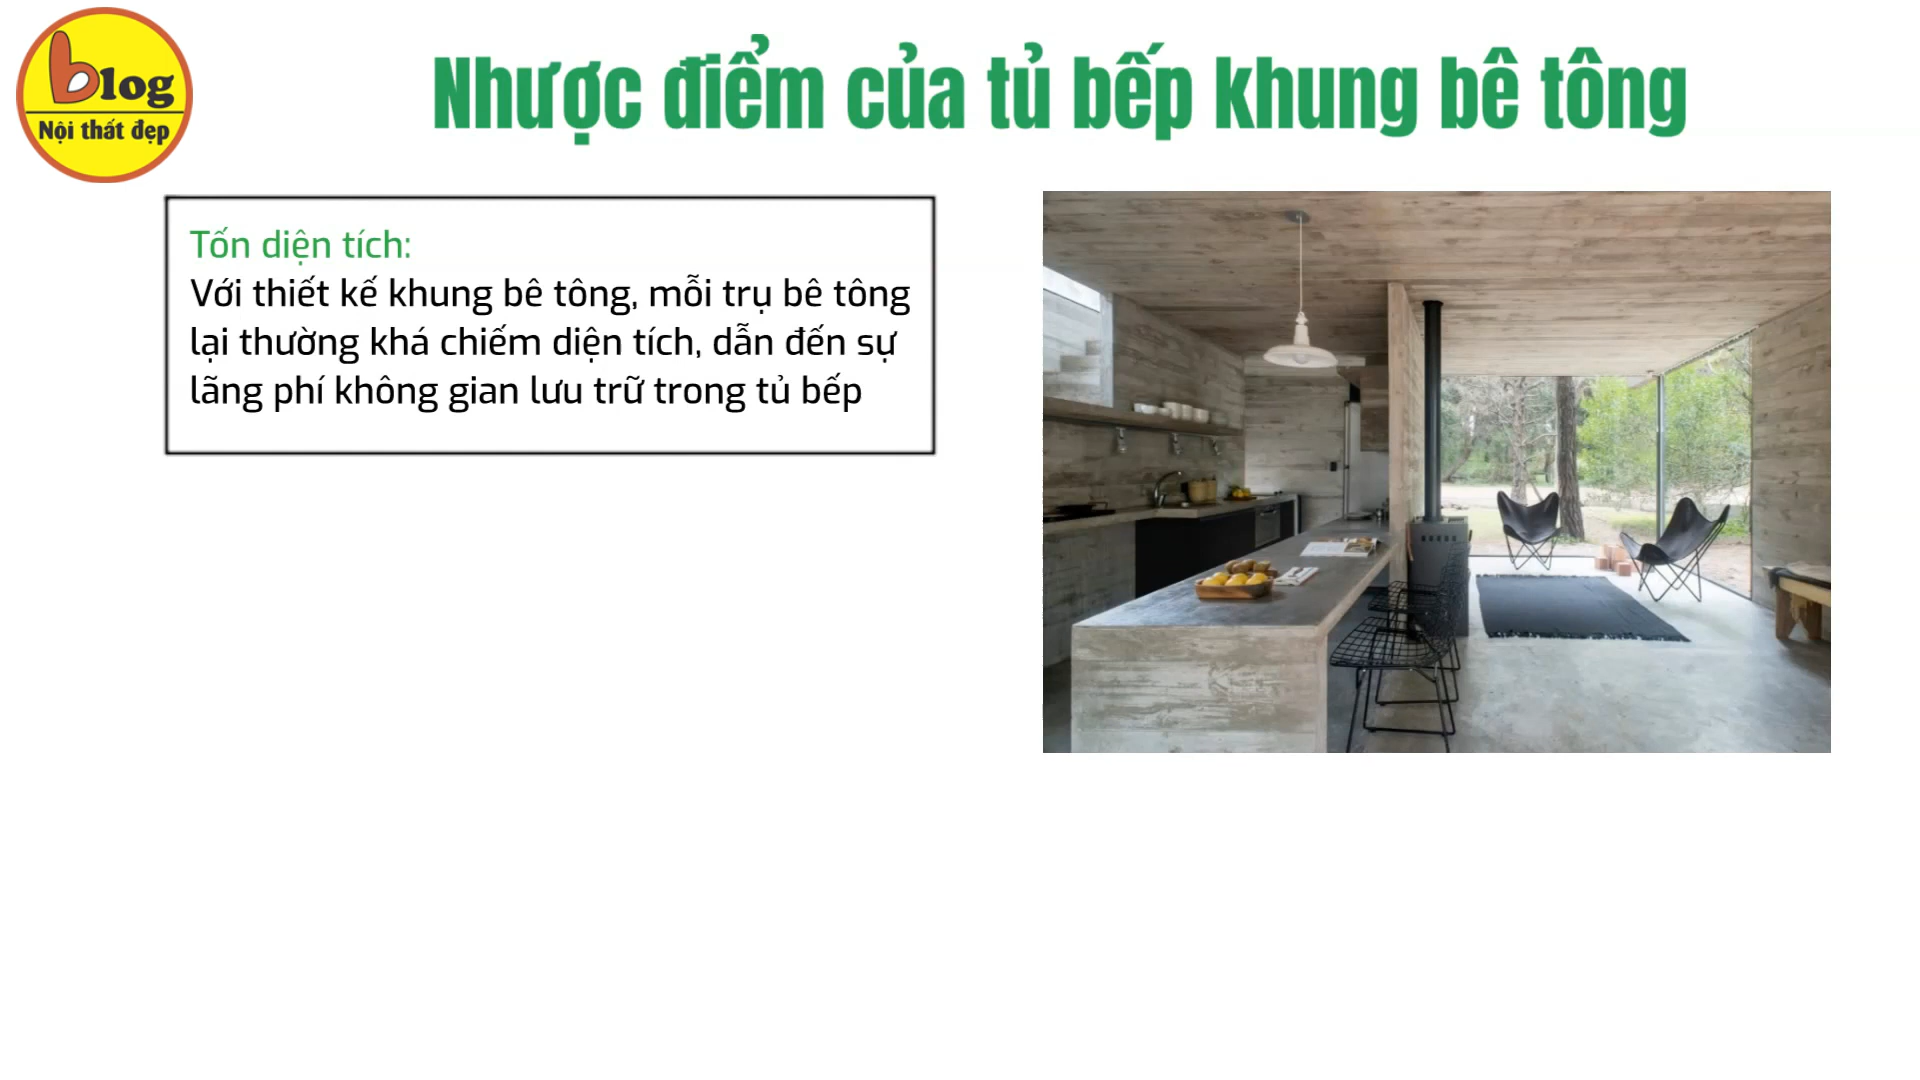 blog
Nội thất đẹp
Nhược điểm của tủ bếp khung bê tông
Tốn diện tích:
Với thiết kế khung bê tông, mỗi trụ bê tông
lại thường khá chiếm diện tích, dẫn đến sự
lãng phí không gian lưu trữ trong tủ bếp